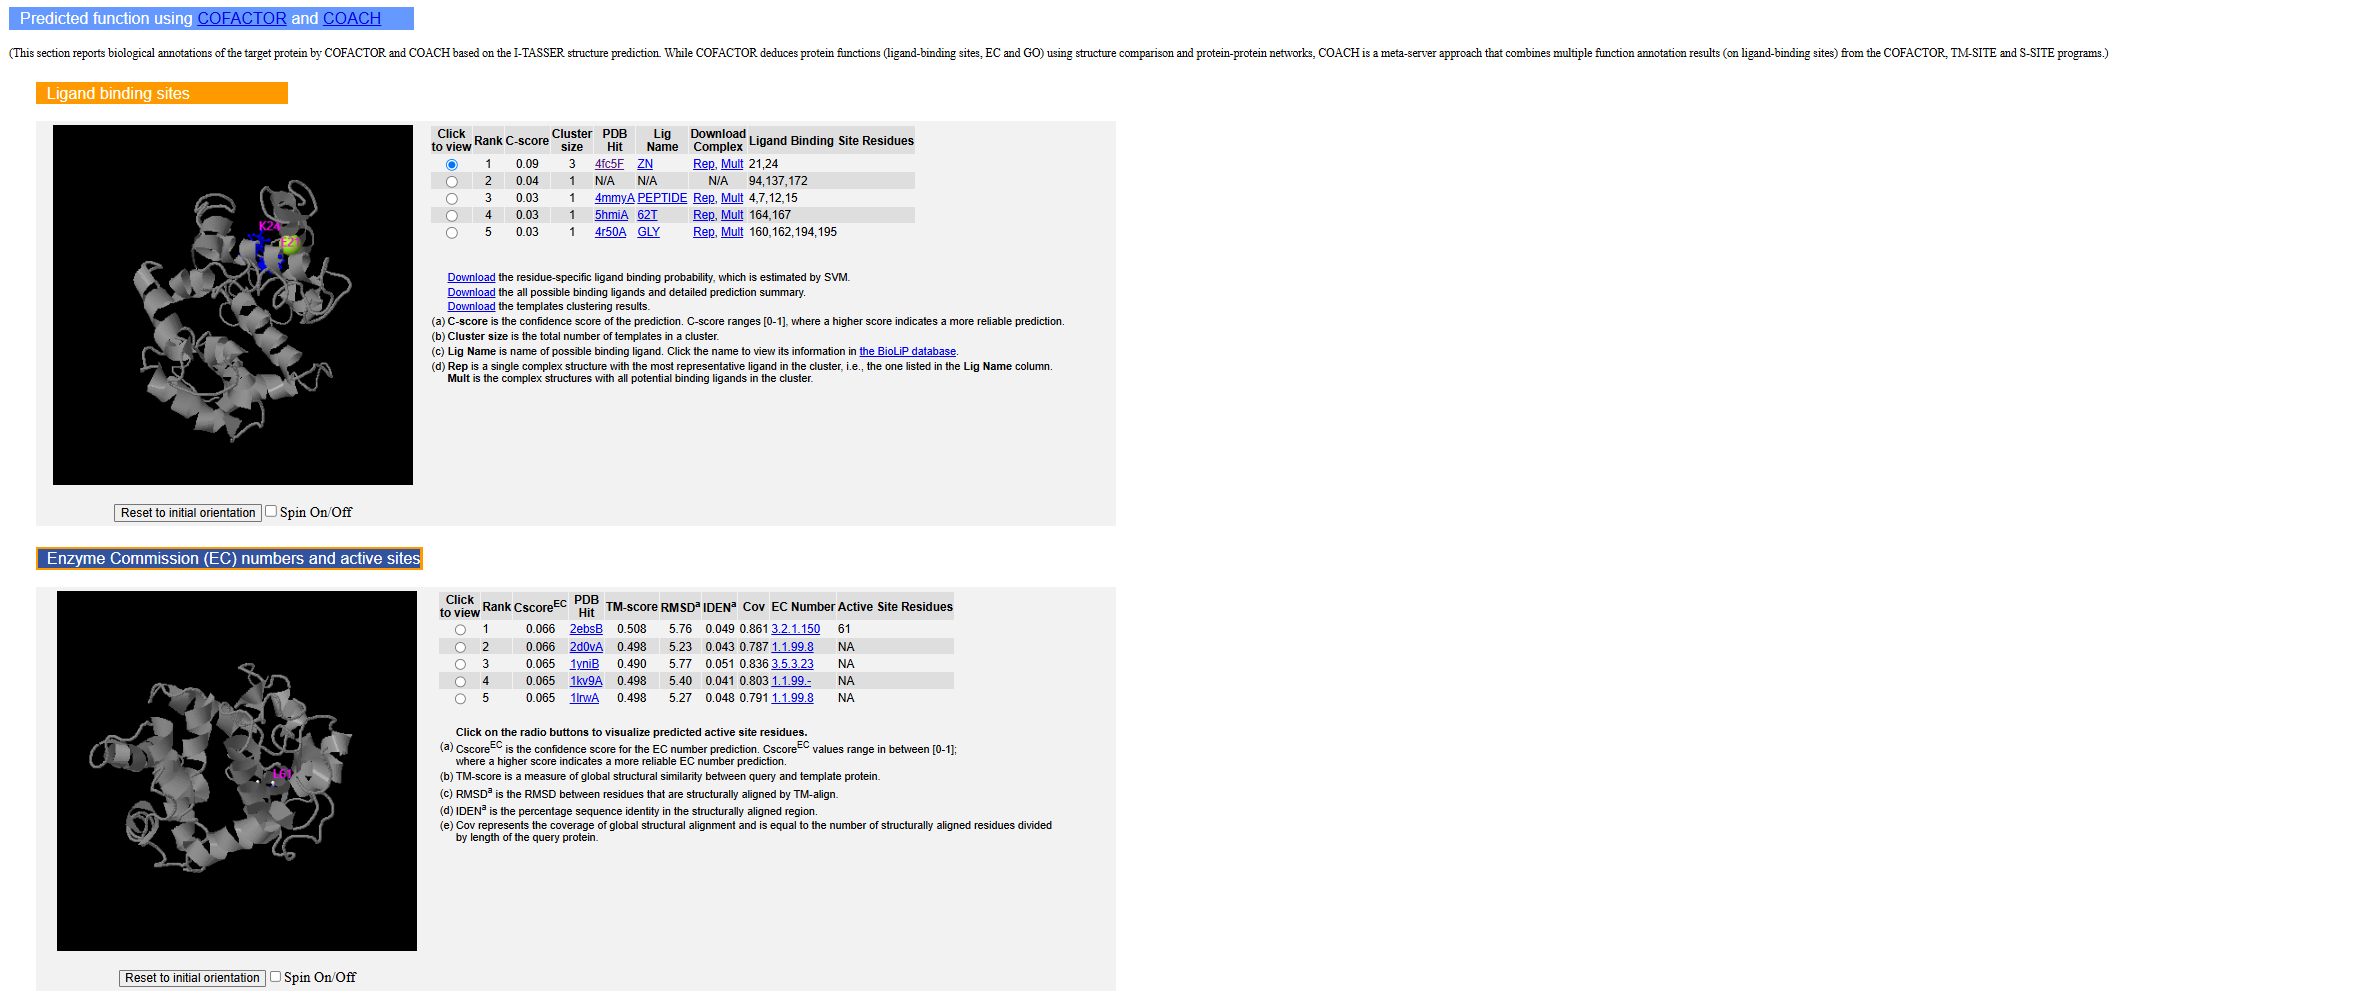 Predicted function using COFACTOR and COACH
(This section reports biological annotations of the target protein by COFACTOR and COACH based on the I-TASSER structure prediction. While COFACTOR deduces protein functions (ligand-binding sites, EC and GO) using structure comparison and protein-protein networks, COACH is a meta-server approach that combines multiple function annotation results (on ligand-binding sites) from the COFACTOR, TM-SITE and S-SITE programs.)
Ligand binding sites
Click to view Rank C-score Cluster size PDB Hit Lig Name Download Complex Ligand Binding Site Residues
1 0.09 3 4fc5F ZN Rep, Mult 21,24
2 0.04 1 N/A N/A N/A 94,137,172
3 0.03 1 4mmyA PEPTIDE Rep, Mult 4,7,12,15
4 0.03 1 5hmiA 62T Rep, Mult 164,167
5 0.03 1 4r50A GLY Rep, Mult 160,162,194,195
K24
E21
Download the residue-specific ligand binding probability, which is estimated by SVM.
Download the all possible binding ligands and detailed prediction summary.
Download the templates clustering results.
(a) C-score is the confidence score of the prediction. C-score ranges [0-1], where a higher score indicates a more reliable prediction.
(b) Cluster size is the total number of templates in a cluster.
(c) Lig Name is name of possible binding ligand. Click the name to view its information in the BioLiP database.
(d) Rep is a single complex structure with the most representative ligand in the cluster, i.e., the one listed in the Lig Name column.
Mult is the complex structures with all potential binding ligands in the cluster.
Reset to initial orientation Spin On/Off
Enzyme Commission (EC) numbers and active sites
Click to view Rank CscoreEC PDB Hit TM-score RMSDa IDENa Cov EC Number Active Site Residues
1 0.066 2ebsB 0.508 5.76 0.049 0.861 3.2.1.150 61
2 0.066 2d0vA 0.498 5.23 0.043 0.787 1.1.99.8 NA
3 0.065 1yniB 0.490 5.77 0.051 0.836 3.5.3.23 NA
4 0.065 1kv9A 0.498 5.40 0.041 0.803 1.1.99.- NA
5 0.065 1lrwA 0.498 5.27 0.048 0.791 1.1.99.8 NA
L61
Click on the radio buttons to visualize predicted active site residues.
(a) CscoreEC is the confidence score for the EC number prediction. CscoreEC values range in between [0-1];
where a higher score indicates a more reliable EC number prediction.
(b) TM-score is a measure of global structural similarity between query and template protein.
(c) RMSDa is the RMSD between residues that are structurally aligned by TM-align.
(d) IDENa is the percentage sequence identity in the structurally aligned region.
(e) Cov represents the coverage of global structural alignment and is equal to the number of structurally aligned residues divided
by length of the query protein.
Reset to initial orientation Spin On/Off